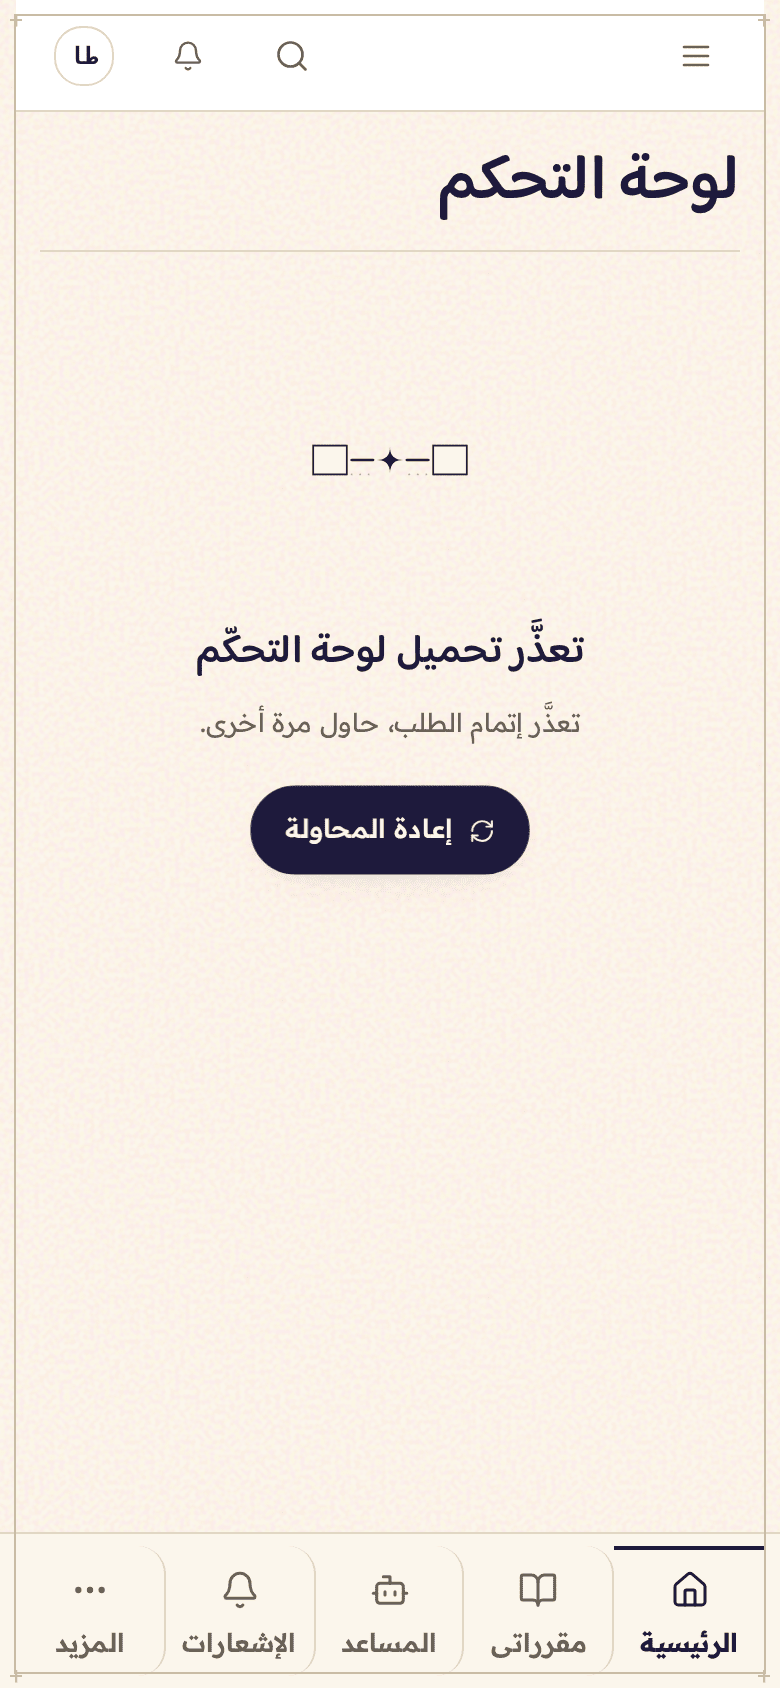 طا
لوحة التحكم
تعذَّر تحميل لوحة التحكّم
تعذَّر إتمام الطلب، حاول مرة أخرى.
إعادة المحاولة
الرئيسية
مقرراتى
المساعد
الإشعارات
المزيد